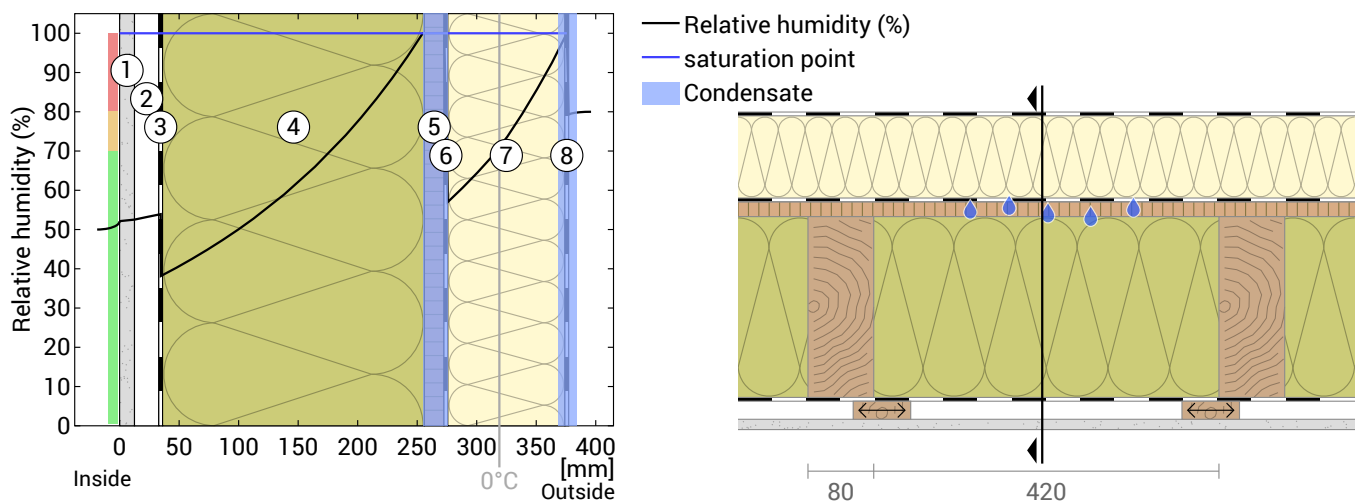 Relative humidity (%)
100
90
80
70
60
50
40
30
20
10
0
1
2
3
4
5
6
7
8
0 50 100 150 200 250 300 350 400
[mm]
Inside
0°C
Outside
Relative humidity (%)
saturation point
Condensate
80 420